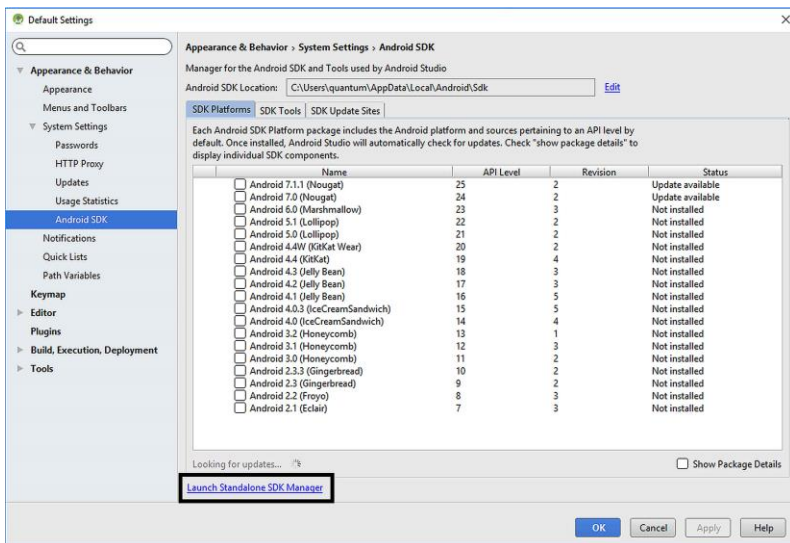 Default Settings
Appearance & Behavior › System Settings › Android SDK
Appearance & Behavior
Appearance
Menus and Toolbars
System Settings
Passwords
HTTP Proxy
Updates
Usage Statistics
Android SDK
Notifications
Quick Lists
Path Variables
Keymap
Editor
Plugins
Build, Execution, Deployment
Tools
Manager for the Android SDK and Tools used by Android Studio
Android SDK Location: C:\Users\quantum\AppData\Local\Android\Sdk Edit
SDK Platforms SDK Tools SDK Update Sites
Each Android SDK Platform package includes the Android platform and sources pertaining to an API level by
default. Once installed, Android Studio will automatically check for updates. Check "show package details" to
display individual SDK components.
Name API Level Revision Status
Android 7.1.1 (Nougat) 25 2 Update available
Android 7.0 (Nougat) 24 2 Update available
Android 6.0 (Marshmallow) 23 3 Not installed
Android 5.1 (Lollipop) 22 2 Not installed
Android 5.0 (Lollipop) 21 2 Not installed
Android 4.4W (KitKat Wear) 20 2 Not installed
Android 4.4 (KitKat) 19 4 Not installed
Android 4.3 (Jelly Bean) 18 3 Not installed
Android 4.2 (Jelly Bean) 17 3 Not installed
Android 4.1 (Jelly Bean) 16 5 Not installed
Android 4.0.3 (IceCreamSandwich) 15 5 Not installed
Android 4.0 (IceCreamSandwich) 14 4 Not installed
Android 3.2 (Honeycomb) 13 1 Not installed
Android 3.1 (Honeycomb) 12 3 Not installed
Android 3.0 (Honeycomb) 11 2 Not installed
Android 2.3.3 (Gingerbread) 10 2 Not installed
Android 2.3 (Gingerbread) 9 2 Not installed
Android 2.2 (Froyo) 8 3 Not installed
Android 2.1 (Eclair) 7 3 Not installed
Looking for updates... Show Package Details
Launch Standalone SDK Manager
OK Cancel Apply Help